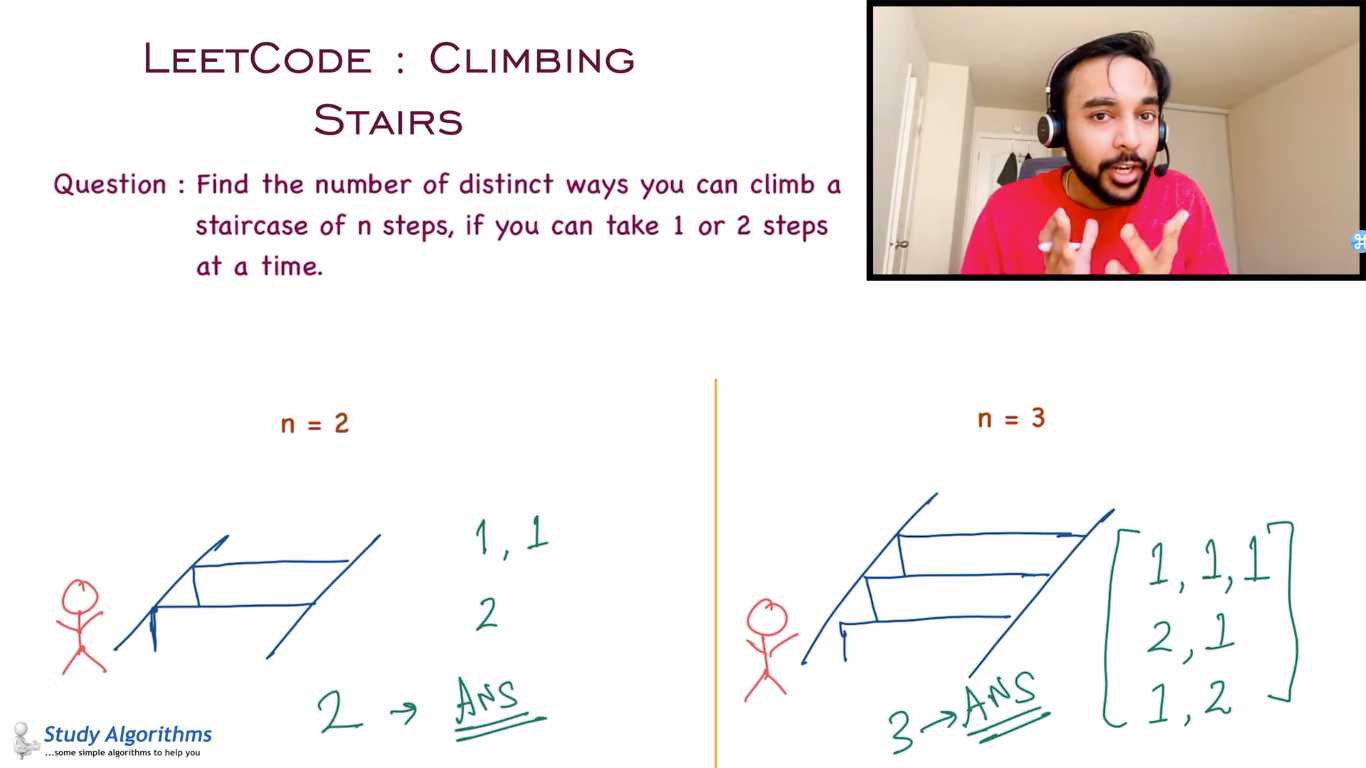 LEETCODE : CLIMBING
STAIRS
Question : Find the number of distinct ways you can climb a
staircase of n steps, if you can take 1 or 2 steps
at a time.
n = 2
1, 1
2
2 → ANS
n = 3
1, 1, 1
2, 1
1, 2
3 → ANS
Study Algorithms
...some simple algorithms to help you
⌘